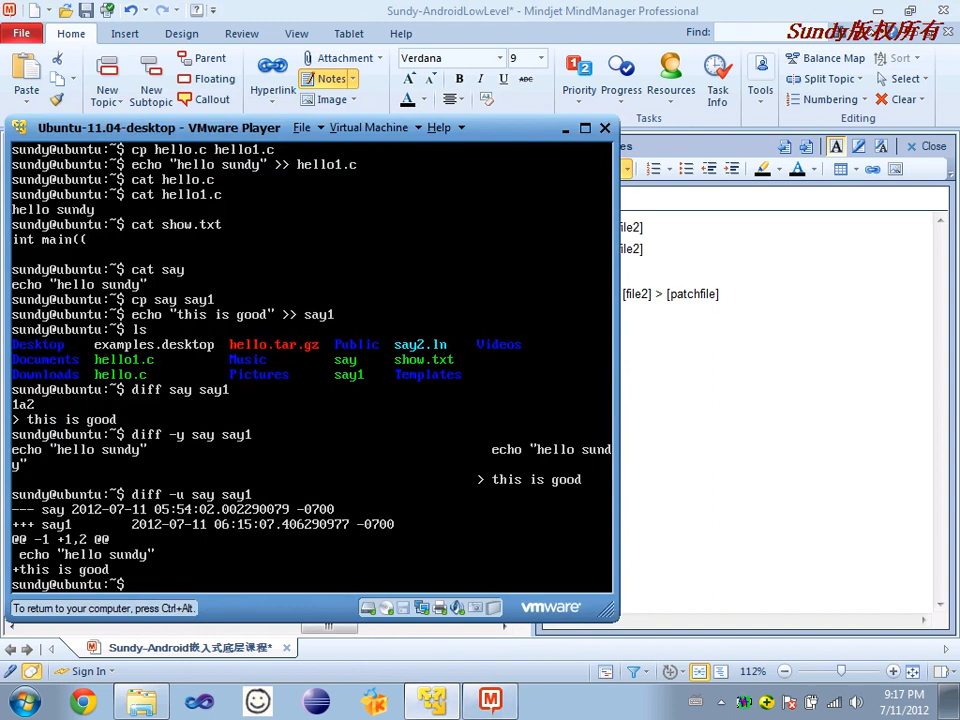 Sundy-AndroidLowLevel* - Mindjet MindManager Professional
Sundy版权所有
File
Home
Insert
Design
Review
View
Tablet
Help
Find:
Paste
New Topic
New Subtopic
Parent
Floating
Callout
Hyperlink
Attachment
Notes
Image
Verdana
9
B I U ABC
Priority
Progress
Resources
Task Info
Tasks
Tools
Balance Map
Split Topic
Numbering
Sort
Select
Clear
Editing
Ubuntu-11.04-desktop - VMware Player
File
Virtual Machine
Help
es
Close
sundy@ubuntu:~$ cp hello.c hello1.c
sundy@ubuntu:~$ echo "hello sundy" >> hello1.c
sundy@ubuntu:~$ cat hello.c
sundy@ubuntu:~$ cat hello1.c
hello sundy
sundy@ubuntu:~$ cat show.txt
int main((
sundy@ubuntu:~$ cat say
echo "hello sundy"
sundy@ubuntu:~$ cp say say1
sundy@ubuntu:~$ echo "this is good" >> say1
sundy@ubuntu:~$ ls
Desktop examples.desktop hello.tar.gz Public say2.ln Videos
Documents hello1.c Music say show.txt
Downloads hello.c Pictures say1 Templates
sundy@ubuntu:~$ diff say say1
1a2
> this is good
sundy@ubuntu:~$ diff -y say say1
echo "hello sundy" echo "hello sund
y"
> this is good
sundy@ubuntu:~$ diff -u say say1
--- say 2012-07-11 05:54:02.002290079 -0700
+++ say1 2012-07-11 06:15:07.406290977 -0700
@@ -1 +1,2 @@
echo "hello sundy"
+this is good
sundy@ubuntu:~$
file2]
file2]
[file2] > [patchfile]
To return to your computer, press Ctrl+Alt.
vmware
Sundy-Android嵌入式底层课程*
Sign In
112%
9:17 PM
7/11/2012